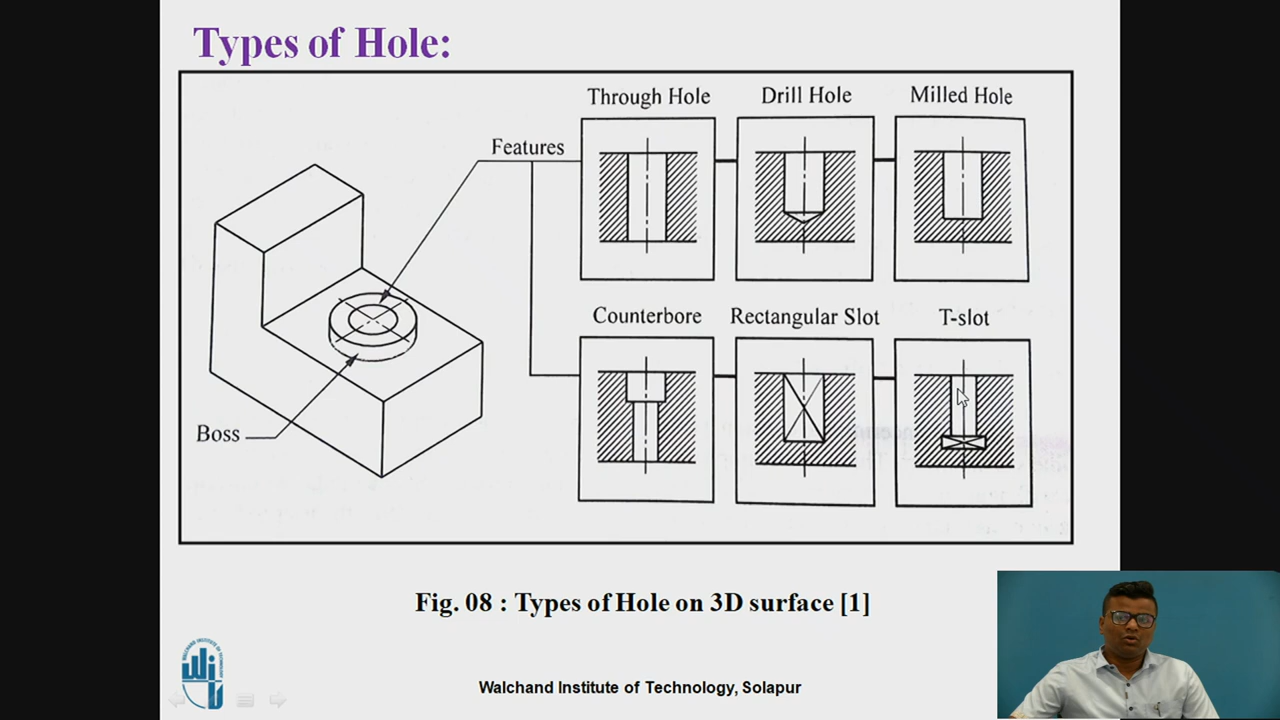 Types of Hole:
Through Hole
Drill Hole
Milled Hole
Features
Counterbore
Rectangular Slot
T-slot
Boss
Fig. 08 : Types of Hole on 3D surface [1]
Walchand Institute of Technology, Solapur